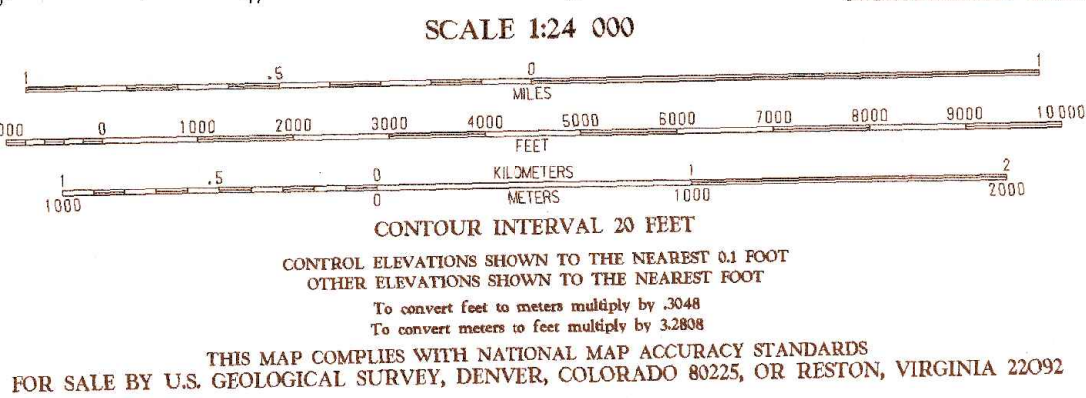 SCALE 1:24 000
1 .5 0 1
MILES
000 0 1000 2000 3000 4000 5000 6000 7000 8000 9000 10 000
FEET
1 .5 0 KILOMETERS 1 2
1000 0 METERS 1000 2000
CONTOUR INTERVAL 20 FEET
CONTROL ELEVATIONS SHOWN TO THE NEAREST 0.1 FOOT
OTHER ELEVATIONS SHOWN TO THE NEAREST FOOT
To convert feet to meters multiply by .3048
To convert meters to feet multiply by 3.2808
THIS MAP COMPLIES WITH NATIONAL MAP ACCURACY STANDARDS
FOR SALE BY U.S. GEOLOGICAL SURVEY, DENVER, COLORADO 80225, OR RESTON, VIRGINIA 22092